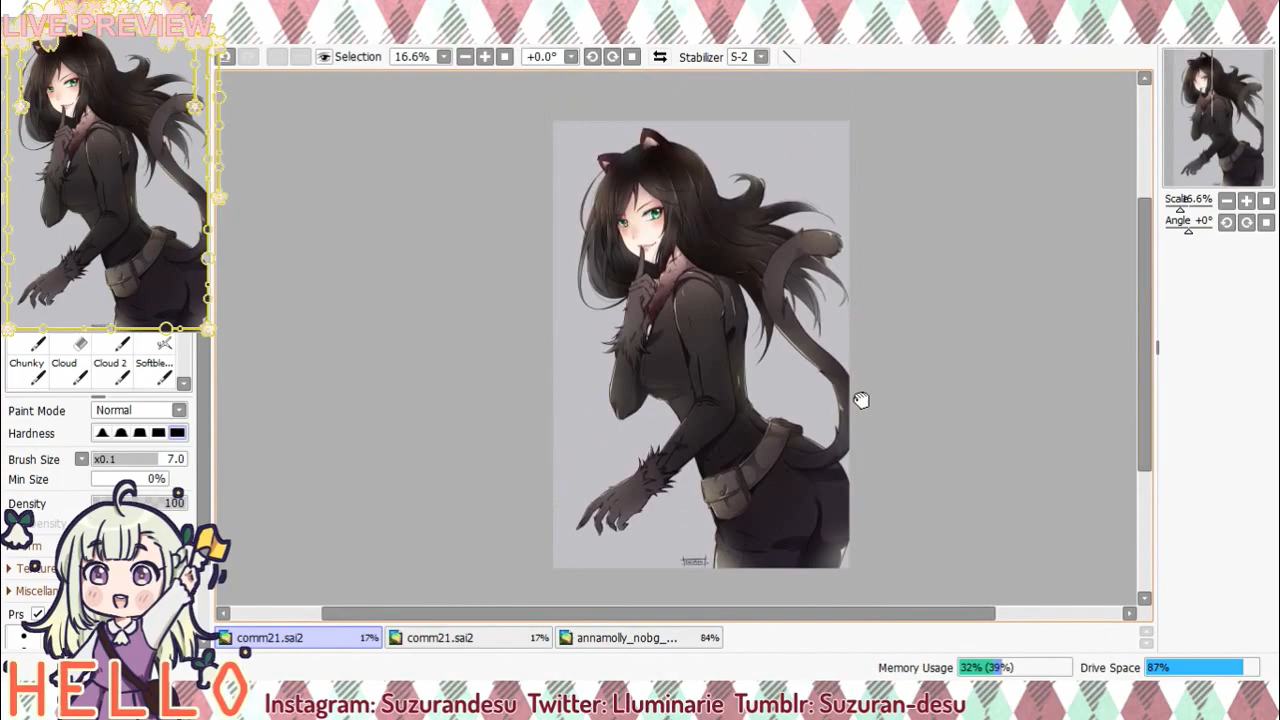 LIVE PREVIEW
Selection 16.6% +0.0° Stabilizer S-2
16.6%
Angle +0°
Chunky Cloud Cloud 2 Softble...
Paint Mode Normal
Hardness
Brush Size x0.1 7.0
Min Size 0%
Density 100
Prs
comm21.sai2 17%
comm21.sai2 17%
annamolly_nobg_... 84%
Memory Usage 32% (39%) Drive Space 87%
HELLO
Instagram: Suzurandesu Twitter: Lluminarie Tumblr: Suzuran-desu